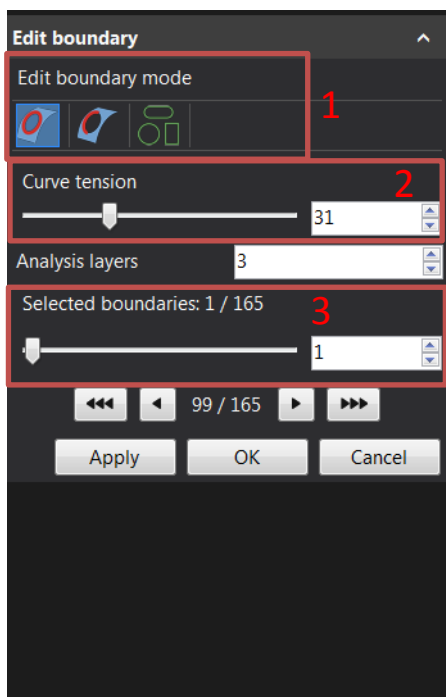 Edit boundary
Edit boundary mode
1
Curve tension
2
31
Analysis layers 3
Selected boundaries: 1 / 165
3
1
99 / 165
Apply OK Cancel